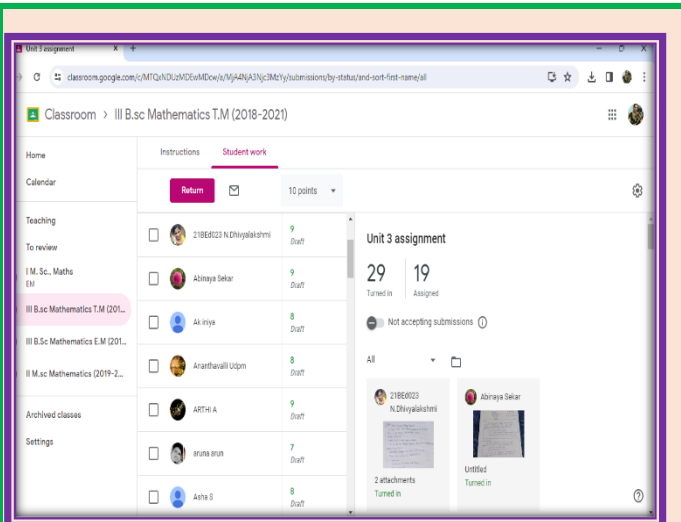 Unit 3 assignment
classroom.google.com/c/MTQxNDUzMDEwMDcw/a/MjA4NjA3Njc3MzYy/submissions/by-status/and-sort-first-name/all
Classroom > III B.sc Mathematics T.M (2018-2021)
Home
Calendar
Teaching
To review
I M. Sc., Maths
EM
III B.sc Mathematics T.M (201...
III B.Sc Mathematics E.M (201...
II M.sc Mathematics (2019-2...
Archived classes
Settings
Instructions
Student work
Return
10 points
21BEd023 N.Dhivyalakshmi
9
Draft
Abinaya Sekar
9
Draft
Ak iniya
8
Draft
Ananthavalli Udpm
8
Draft
ARTHI A
9
Draft
aruna arun
7
Draft
Asha S
8
Draft
Unit 3 assignment
29
Turned in
19
Assigned
Not accepting submissions
All
21BEd023
N.Dhivyalakshmi
2 attachments
Turned in
Abinaya Sekar
Untitled
Turned in